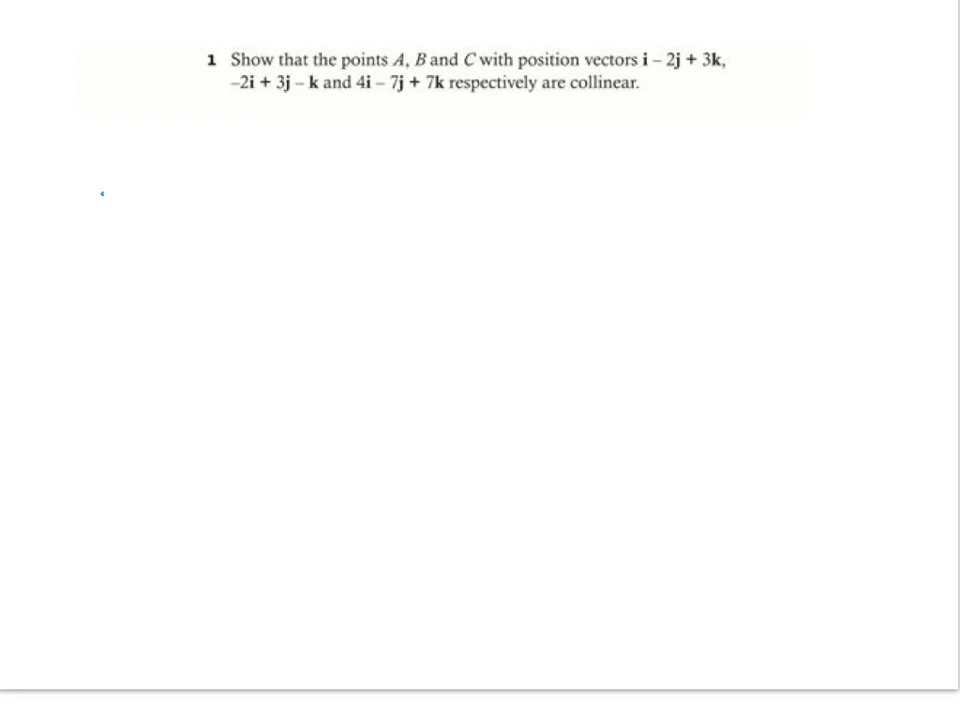 1 Show that the points A, B and C with position vectors i – 2j + 3k,
–2i + 3j – k and 4i – 7j + 7k respectively are collinear.